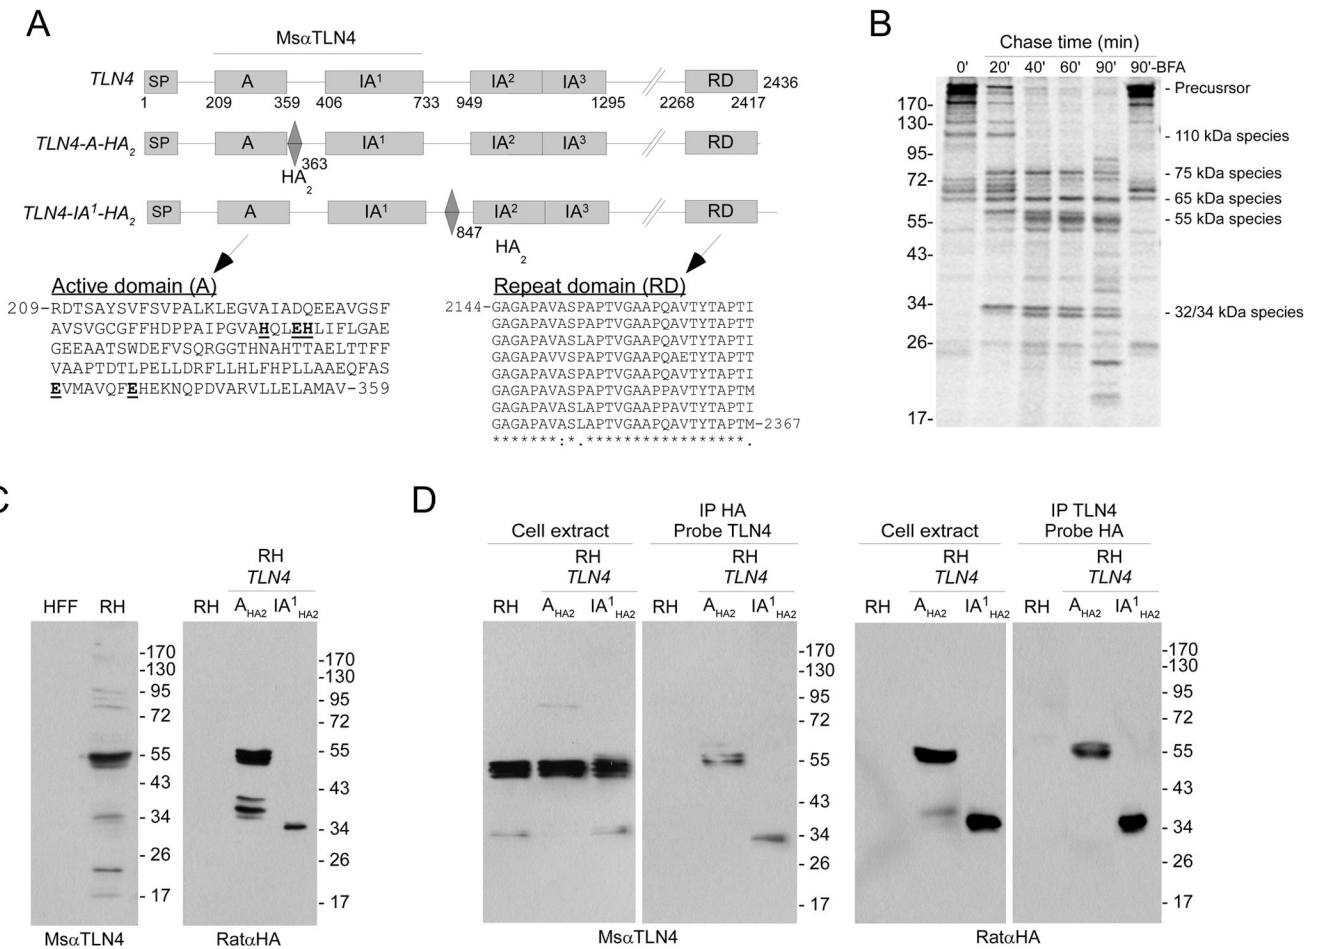 A
MsαTLN4
TLN4 SP A IA1 IA2 IA3 RD 2436
1 209 359 406 733 949 1295 2268 2417
TLN4-A-HA2 SP A IA1 IA2 IA3 RD
363
HA2
TLN4-IA1-HA2 SP A IA1 IA2 IA3 RD
847
HA2
Active domain (A)
209-RDTSAYSVFSVPALKLEGVAIADQEEAVGSF
AVSVGCGFFHDPPAIPGVAHQLEHLIFLGAE
GEEAATSWDEFVSQRGGTHNAHTTAELTTFF
VAAPTDTLPELLDRFLLHLFHPLLAAEQFAS
EVMAVQFEHEKNQPDVARVLLELAMAV-359
Repeat domain (RD)
2144-GAGAPAVASPAPTVGAAPQAVTYTAPTI
GAGAPAVASLAPTVGAAPQAVTYTAPTI
GAGAPAVASLAPTVGAAPQAVTYTAPTI
GAGAPAVVSPAPTVGAAPQAETYTAPTI
GAGAPAVASLAPTVGAAPQAVTYTAPTI
GAGAPAVASLAPTVGAAPPAVTYTAPTM
GAGAPAVASLAPTVGAAPPAVTYTAPTI
GAGAPAVASLAPTVGAAPQAVTYTAPTM-2367
*******:*.******************.
B
Chase time (min)
0' 20' 40' 60' 90' 90'-BFA
170-
130-
95-
72-
55-
43-
34-
26-
17-
- Precusrsor
- 110 kDa species
- 75 kDa species
- 65 kDa species
- 55 kDa species
- 32/34 kDa species
C
HFF RH
-170
-130
- 95
- 72
- 55
- 43
- 34
- 26
- 17
MsαTLN4
RH
TLN4
RH AHA2 IA1HA2
-170
-130
- 95
- 72
- 55
- 43
- 34
- 26
- 17
RatαHA
D
Cell extract
RH
TLN4
RH AHA2 IA1HA2
IP HA
Probe TLN4
RH
TLN4
RH AHA2 IA1HA2
-170
-130
- 95
- 72
- 55
- 43
- 34
- 26
- 17
MsαTLN4
Cell extract
RH
TLN4
RH AHA2 IA1HA2
IP TLN4
Probe HA
RH
TLN4
RH AHA2 IA1HA2
-170
-130
- 95
- 72
- 55
- 43
- 34
- 26
- 17
RatαHA